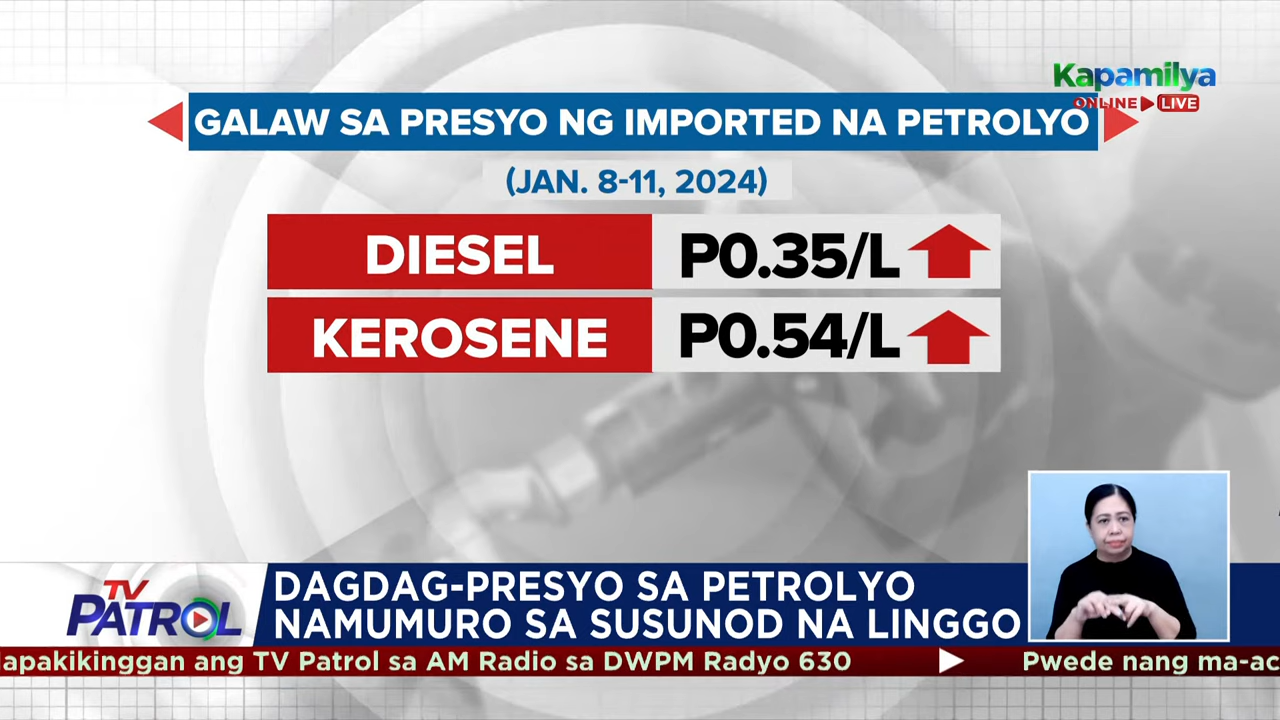 Kapamilya
ONLINE LIVE
GALAW SA PRESYO NG IMPORTED NA PETROLYO
(JAN. 8-11, 2024)
DIESEL P0.35/L
KEROSENE P0.54/L
TV PATROL
DAGDAG-PRESYO SA PETROLYO
NAMUMURO SA SUSUNOD NA LINGGO
lapakikinggan ang TV Patrol sa AM Radio sa DWPM Radyo 630 Pwede nang ma-ac